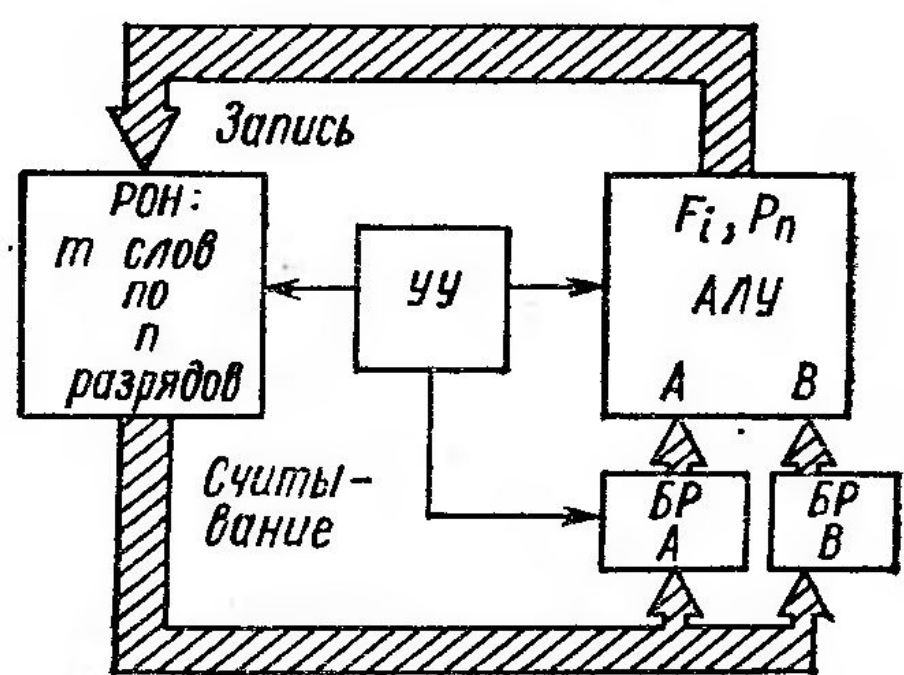 Запись
РОН:
m слов
по
n
разрядов
УУ
Fi, Pn
АЛУ
A B
Считы-
вание
БР
A
БР
B